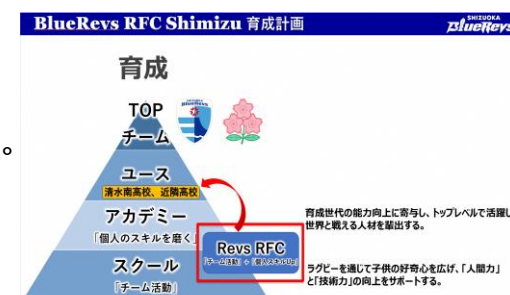 BlueRevs RFC Shimizu 育成計画
SHIZUOKA
BlueRevs
育成
TOP
チーム
。
ユース
清水南高校、近隣高校
アカデミー
「個人のスキルを磨く」
Revs RFC
「チーム活動」+「個人スキルUp」
スクール
「チーム活動」
育成世代の能力向上に寄与し、トップレベルで活躍し
世界と戦える人材を輩出する。
ラグビーを通じて子供の好奇心を広げ、「人間力」
と「技術力」の向上をサポートする。